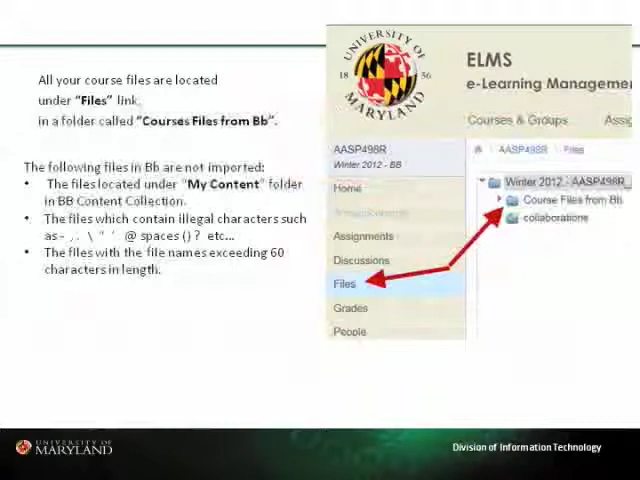 All your course files are located
under “Files” link,
in a folder called “Courses Files from Bb”.
The following files in Bb are not imported:
• The files located under “My Content” folder
in BB Content Collection.
• The files which contain illegal characters such
as - , . \ “ ‘ @ spaces () ? etc…
• The files with the file names exceeding 60
characters in length.
UNIVERSITY OF
18 56
MARYLAND
ELMS
e-Learning Managemer
Courses & Groups Assig
AASP498R
Winter 2012 - BB
AASP498R Files
Home
Winter 2012 - AASP498R_
Course Files from Bb
collaborations
Assignments
Discussions
Files
Grades
People
UNIVERSITY OF
MARYLAND
Division of Information Technology